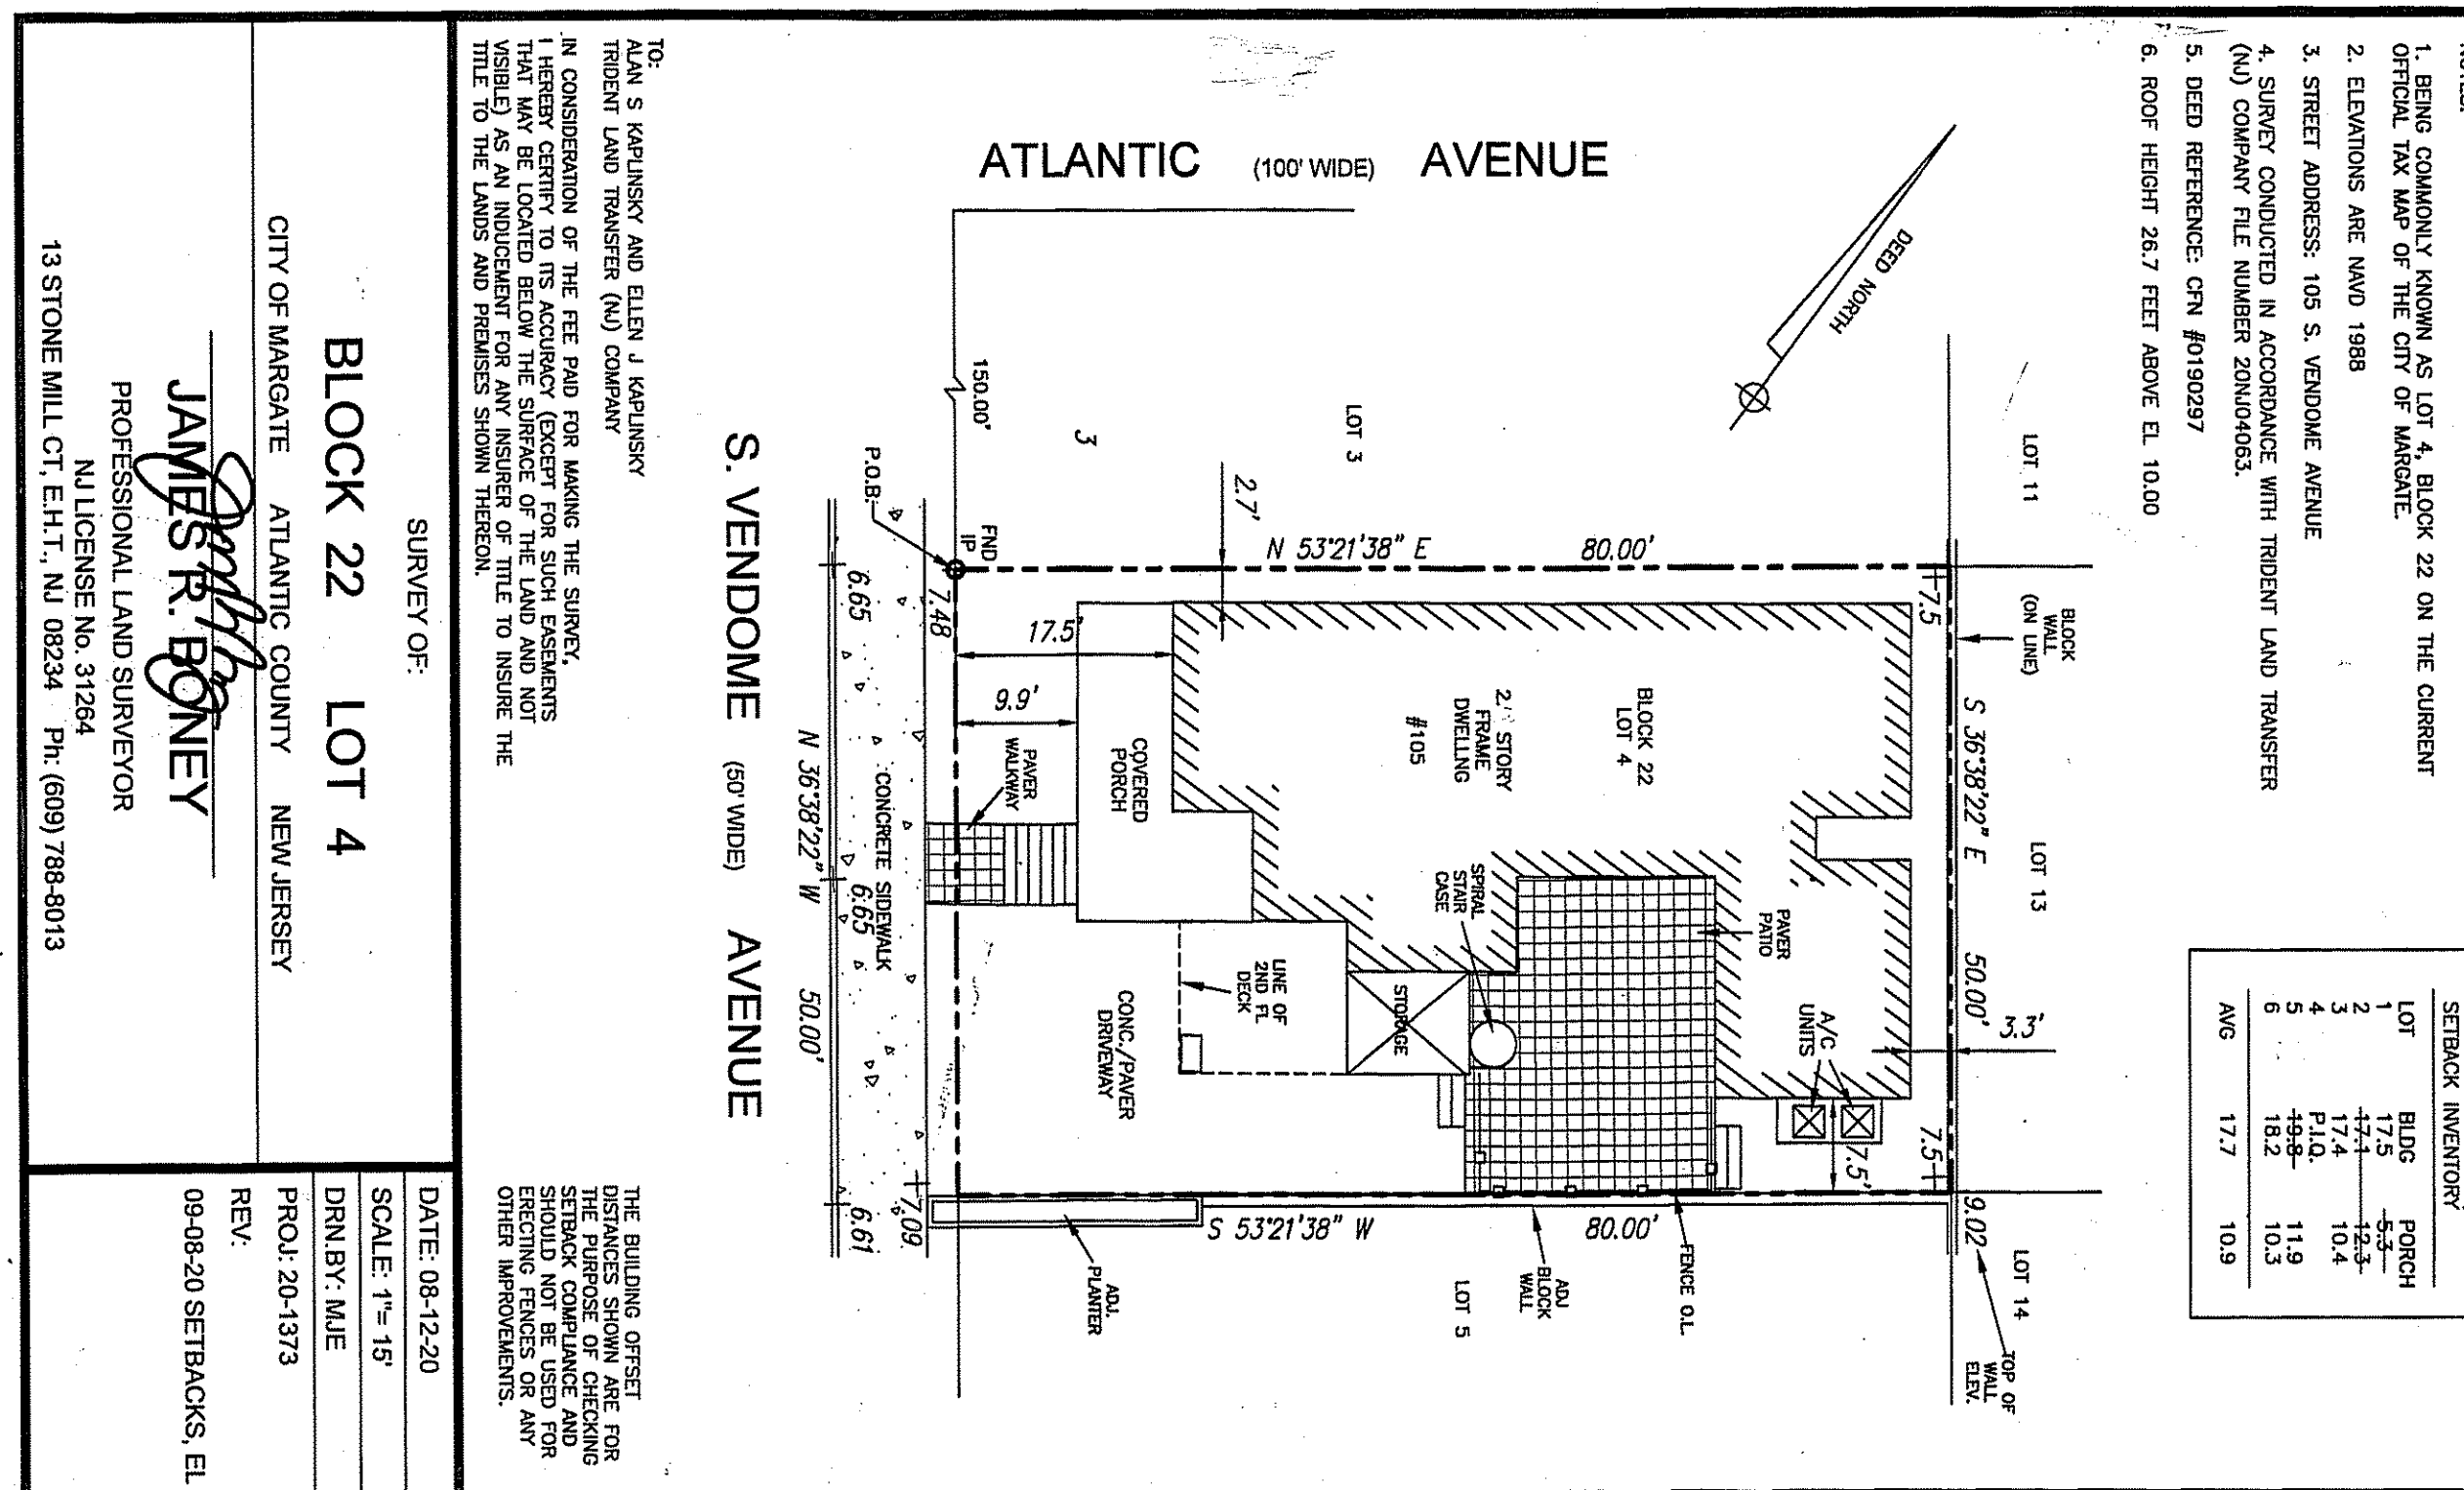 1. BEING COMMONLY KNOWN AS LOT 4, BLOCK 22 ON THE CURRENT
OFFICIAL TAX MAP OF THE CITY OF MARGATE.
2. ELEVATIONS ARE NAVD 1988
3. STREET ADDRESS: 105 S. VENDOME AVENUE
4. SURVEY CONDUCTED IN ACCORDANCE WITH TRIDENT LAND TRANSFER
(NJ) COMPANY FILE NUMBER 20NJ04063.
5. DEED REFERENCE: CFN #0190297
6. ROOF HEIGHT 26.7 FEET ABOVE EL 10.00
SETBACK INVENTORY
LOT BLDG PORCH
1 17.5 5.3
2 17.1 12.3
3 17.4 10.4
4 P.I.Q.
5 19.8 11.9
6 18.2 10.3
AVG 17.7 10.9
LOT 11
LOT 13
LOT 14
TOP OF
WALL
ELEV.
BLOCK
WALL
(ON LINE)
S 36°38'22" E 50.00'
3.3'
9.02
7.5
7.5
DEED NORTH
ATLANTIC (100' WIDE) AVENUE
LOT 3
3
150.00'
2.7'
N 53°21'38" E 80.00'
BLOCK 22
LOT 4
2 STORY
FRAME
DWELLNG
#105
PAVER
PATIO
A/C
UNITS
7.5'
SPIRAL
STAIR
CASE
STORAGE
LINE OF
2ND FL
DECK
COVERED
PORCH
CONC./PAVER
DRIVEWAY
17.5'
9.9'
PAVER
WALKWAY
FENCE O.L.
ADJ
BLOCK
WALL
LOT 5
S 53°21'38" W 80.00'
ADJ.
PLANTER
FND
IP
P.O.B.
7.48
7.09
CONCRETE SIDEWALK
6.65
6.65
6.61
N 36°38'22" W 50.00'
S. VENDOME (50' WIDE) AVENUE
TO:
ALAN S KAPLINSKY AND ELLEN J KAPLINSKY
TRIDENT LAND TRANSFER (NJ) COMPANY
IN CONSIDERATION OF THE FEE PAID FOR MAKING THE SURVEY,
I HEREBY CERTIFY TO ITS ACCURACY (EXCEPT FOR SUCH EASEMENTS
THAT MAY BE LOCATED BELOW THE SURFACE OF THE LAND AND NOT
VISIBLE) AS AN INDUCEMENT FOR ANY INSURER OF TITLE TO INSURE THE
TITLE TO THE LANDS AND PREMISES SHOWN THEREON.
THE BUILDING OFFSET
DISTANCES SHOWN ARE FOR
THE PURPOSE OF CHECKING
SETBACK COMPLIANCE AND
SHOULD NOT BE USED FOR
ERECTING FENCES OR ANY
OTHER IMPROVEMENTS.
SURVEY OF:
BLOCK 22 LOT 4
CITY OF MARGATE ATLANTIC COUNTY NEW JERSEY
JAMES R. BONEY
PROFESSIONAL LAND SURVEYOR
NJ LICENSE No. 31264
13 STONE MILL CT, E.H.T., NJ 08234 Ph: (609) 788-8013
DATE: 08-12-20
SCALE: 1"= 15'
DRN.BY: MJE
PROJ: 20-1373
REV:
09-08-20 SETBACKS, EL